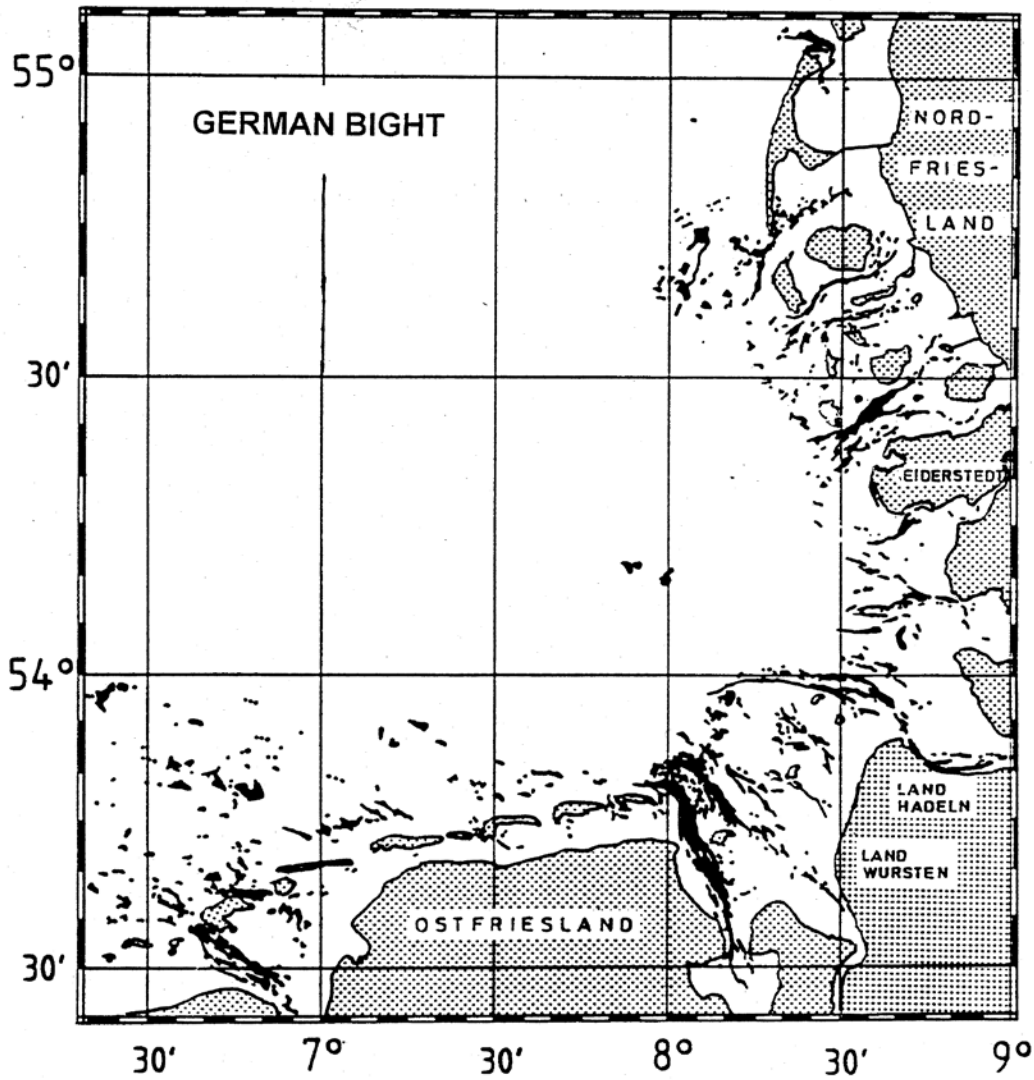 55°
GERMAN BIGHT
NORD-
FRIES-
LAND
30'
EIDERSTEDT
54°
LAND
HADELN
LAND
WURSTEN
OSTFRIESLAND
30'
30'
7°
30'
8°
30'
9°